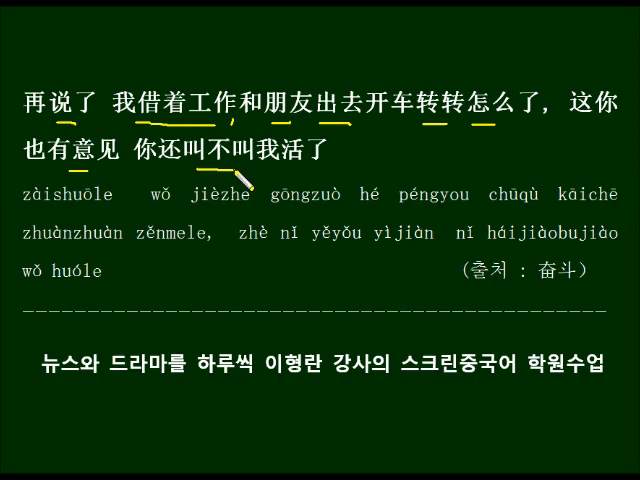 再说了 我借着工作和朋友出去开车转转怎么了, 这你
也有意见 你还叫不叫我活了
zàishuōle wǒ jièzhe gōngzuò hé péngyou chūqù kāichē
zhuànzhuàn zěnmele, zhè nǐ yěyǒu yìjiàn nǐ háijiàobujiào
wǒ huóle (출처 : 奋斗)
뉴스와 드라마를 하루씩 이형란 강사의 스크린중국어 학원수업